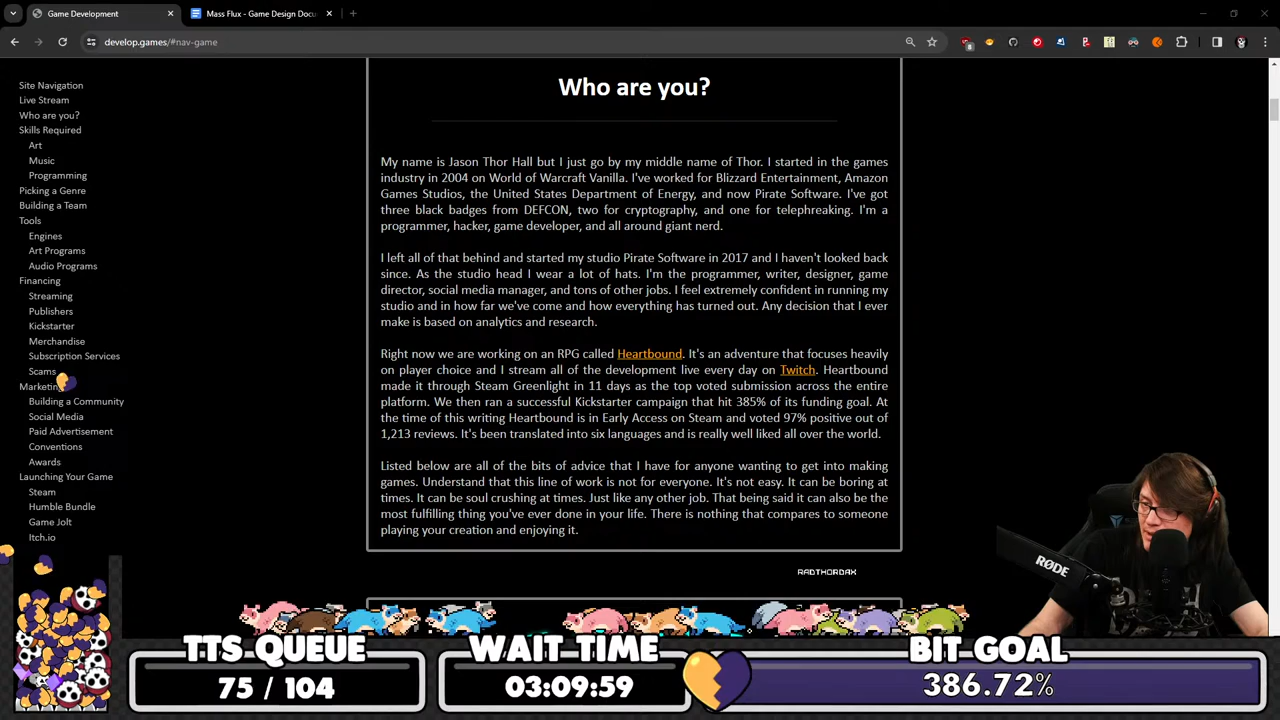 Game Development
Mass Flux - Game Design Docu
develop.games/#nav-game
Site Navigation
Live Stream
Who are you?
Skills Required
Art
Music
Programming
Picking a Genre
Building a Team
Tools
Engines
Art Programs
Audio Programs
Financing
Streaming
Publishers
Kickstarter
Merchandise
Subscription Services
Scams
Marketing
Building a Community
Social Media
Paid Advertisement
Conventions
Awards
Launching Your Game
Steam
Humble Bundle
Game Jolt
Itch.io
Who are you?
My name is Jason Thor Hall but I just go by my middle name of Thor. I started in the games
industry in 2004 on World of Warcraft Vanilla. I've worked for Blizzard Entertainment, Amazon
Games Studios, the United States Department of Energy, and now Pirate Software. I've got
three black badges from DEFCON, two for cryptography, and one for telephreaking. I'm a
programmer, hacker, game developer, and all around giant nerd.
I left all of that behind and started my studio Pirate Software in 2017 and I haven't looked back
since. As the studio head I wear a lot of hats. I'm the programmer, writer, designer, game
director, social media manager, and tons of other jobs. I feel extremely confident in running my
studio and in how far we've come and how everything has turned out. Any decision that I ever
make is based on analytics and research.
Right now we are working on an RPG called Heartbound. It's an adventure that focuses heavily
on player choice and I stream all of the development live every day on Twitch. Heartbound
made it through Steam Greenlight in 11 days as the top voted submission across the entire
platform. We then ran a successful Kickstarter campaign that hit 385% of its funding goal. At
the time of this writing Heartbound is in Early Access on Steam and voted 97% positive out of
1,213 reviews. It's been translated into six languages and is really well liked all over the world.
Listed below are all of the bits of advice that I have for anyone wanting to get into making
games. Understand that this line of work is not for everyone. It's not easy. It can be boring at
times. It can be soul crushing at times. Just like any other job. That being said it can also be the
most fulfilling thing you've ever done in your life. There is nothing that compares to someone
playing your creation and enjoying it.
RADTHORDAX
RØDE
TTS QUEUE
75 / 104
WAIT TIME
03:09:59
BIT GOAL
386.72%